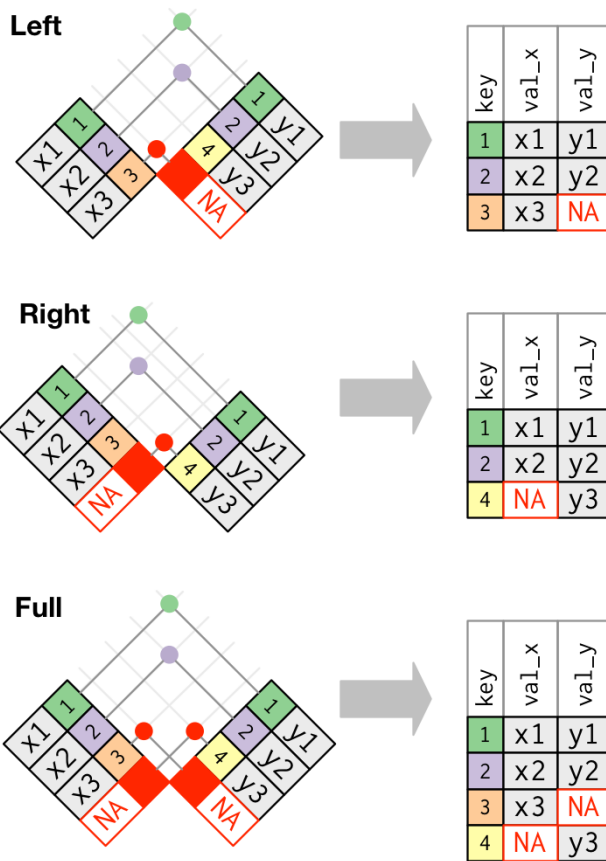 Left
1 x1
2 x2
3 x3
1 y1
2 y2
4 y3
NA
key val_x val_y
1 x1 y1
2 x2 y2
3 x3 NA
Right
1 x1
2 x2
3 x3
NA
1 y1
2 y2
4 y3
key val_x val_y
1 x1 y1
2 x2 y2
4 NA y3
Full
1 x1
2 x2
3 x3
NA
1 y1
2 y2
4 y3
NA
key val_x val_y
1 x1 y1
2 x2 y2
3 x3 NA
4 NA y3